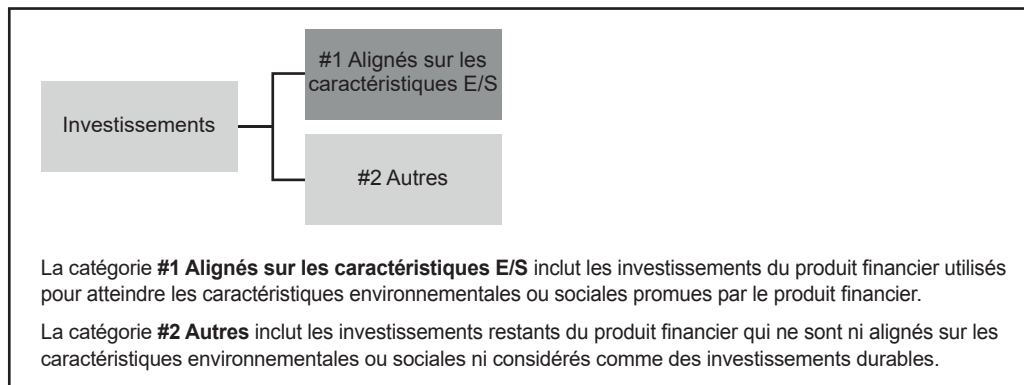 #1 Alignés sur les
caractéristiques E/S
Investissements
#2 Autres
La catégorie #1 Alignés sur les caractéristiques E/S inclut les investissements du produit financier utilisés
pour atteindre les caractéristiques environnementales ou sociales promues par le produit financier.
La catégorie #2 Autres inclut les investissements restants du produit financier qui ne sont ni alignés sur les
caractéristiques environnementales ou sociales ni considérés comme des investissements durables.